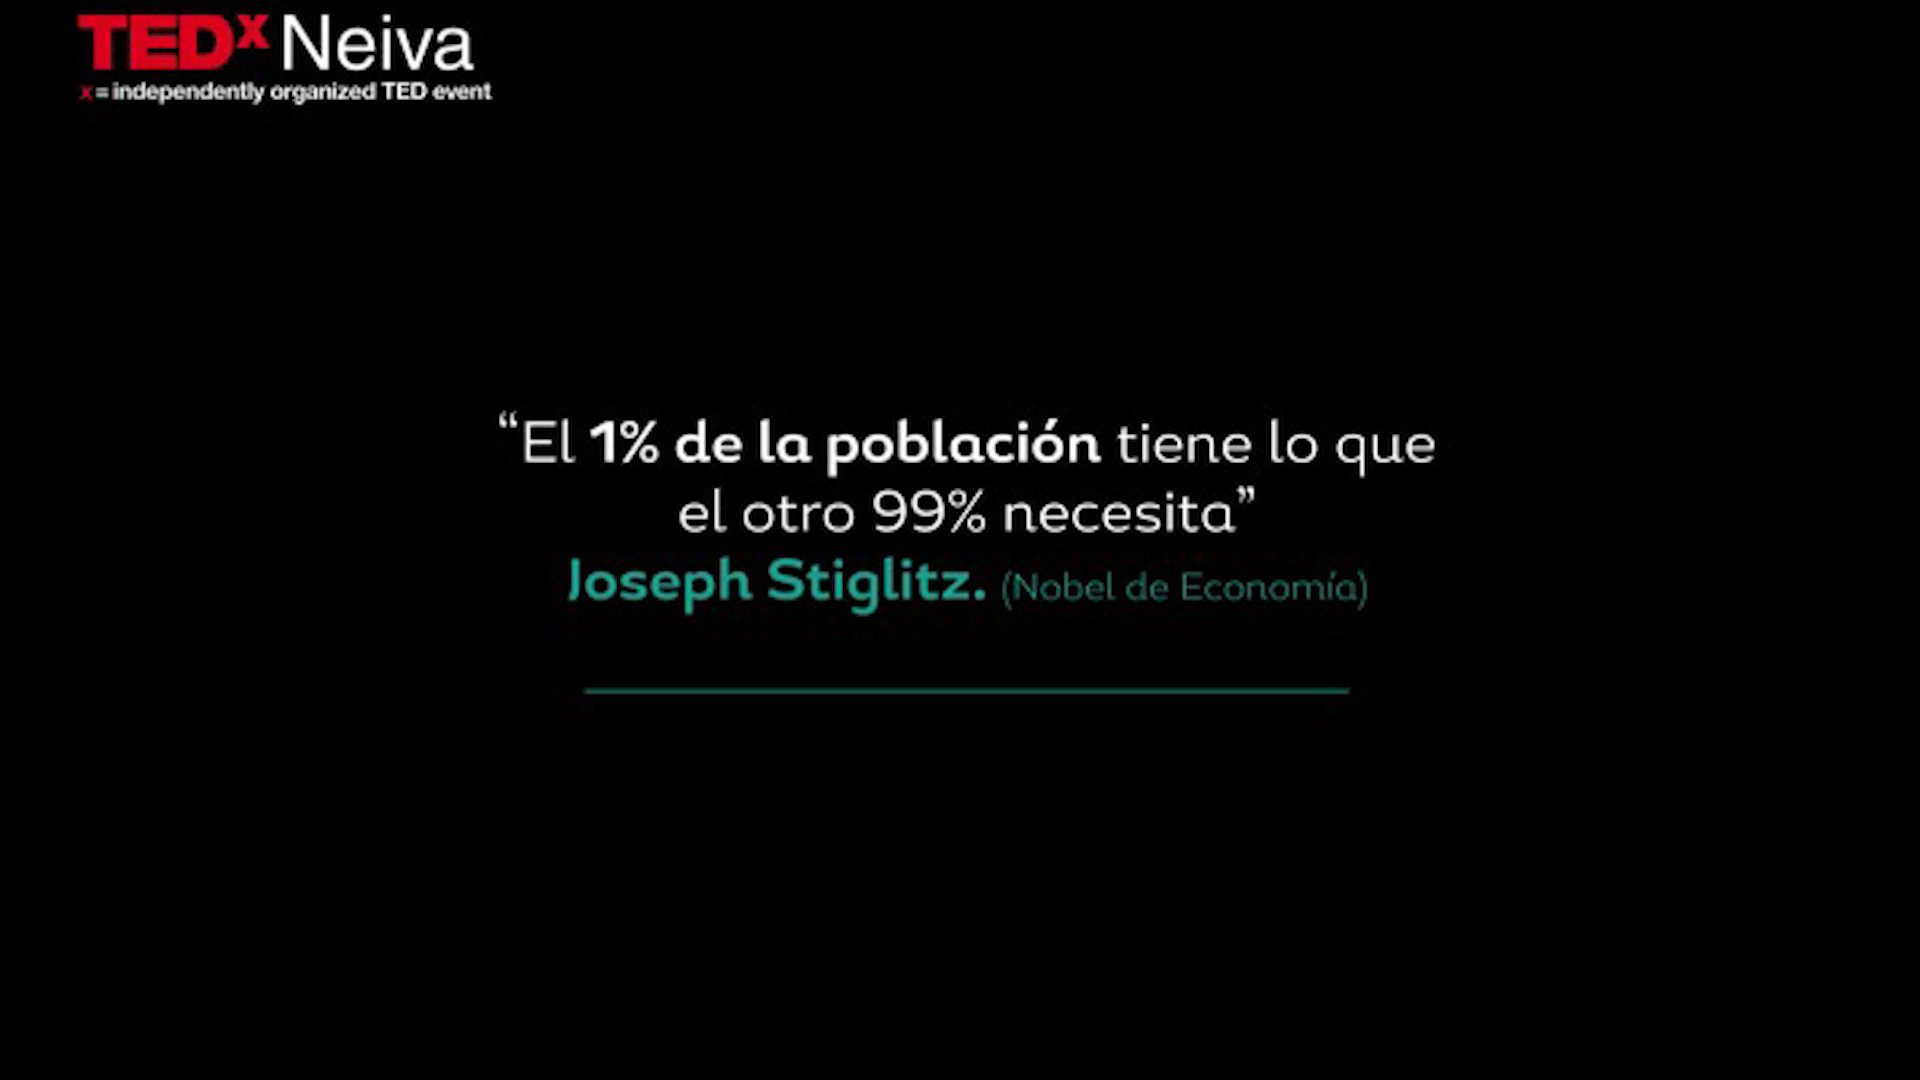 TEDx Neiva
x = independently organized TED event
“El 1% de la población tiene lo que
el otro 99% necesita”
Joseph Stiglitz. (Nobel de Economía)